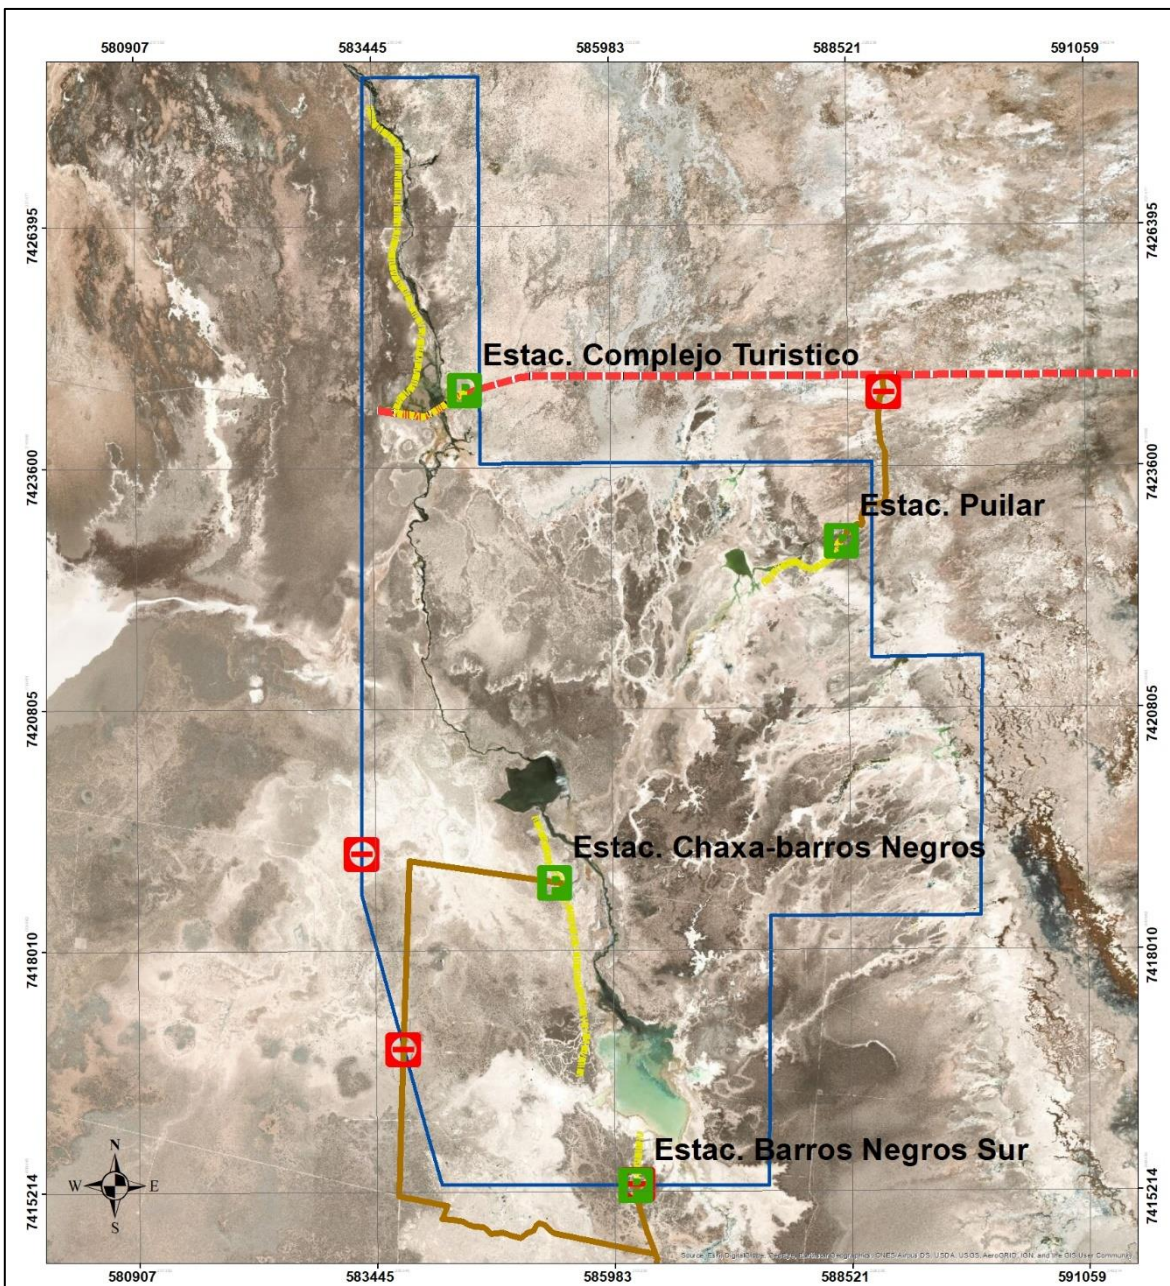 580907 583445 585983 588521 591059
7426395 7426395
Estac. Complejo Turistico
P
7423600 7423600
Estac. Puilar
P
7420805 7420805
Estac. Chaxa-barros Negros
P
7418010 7418010
Estac. Barros Negros Sur
P
N
W E
S
7415214 7415214
580907 583445 585983 588521 591059